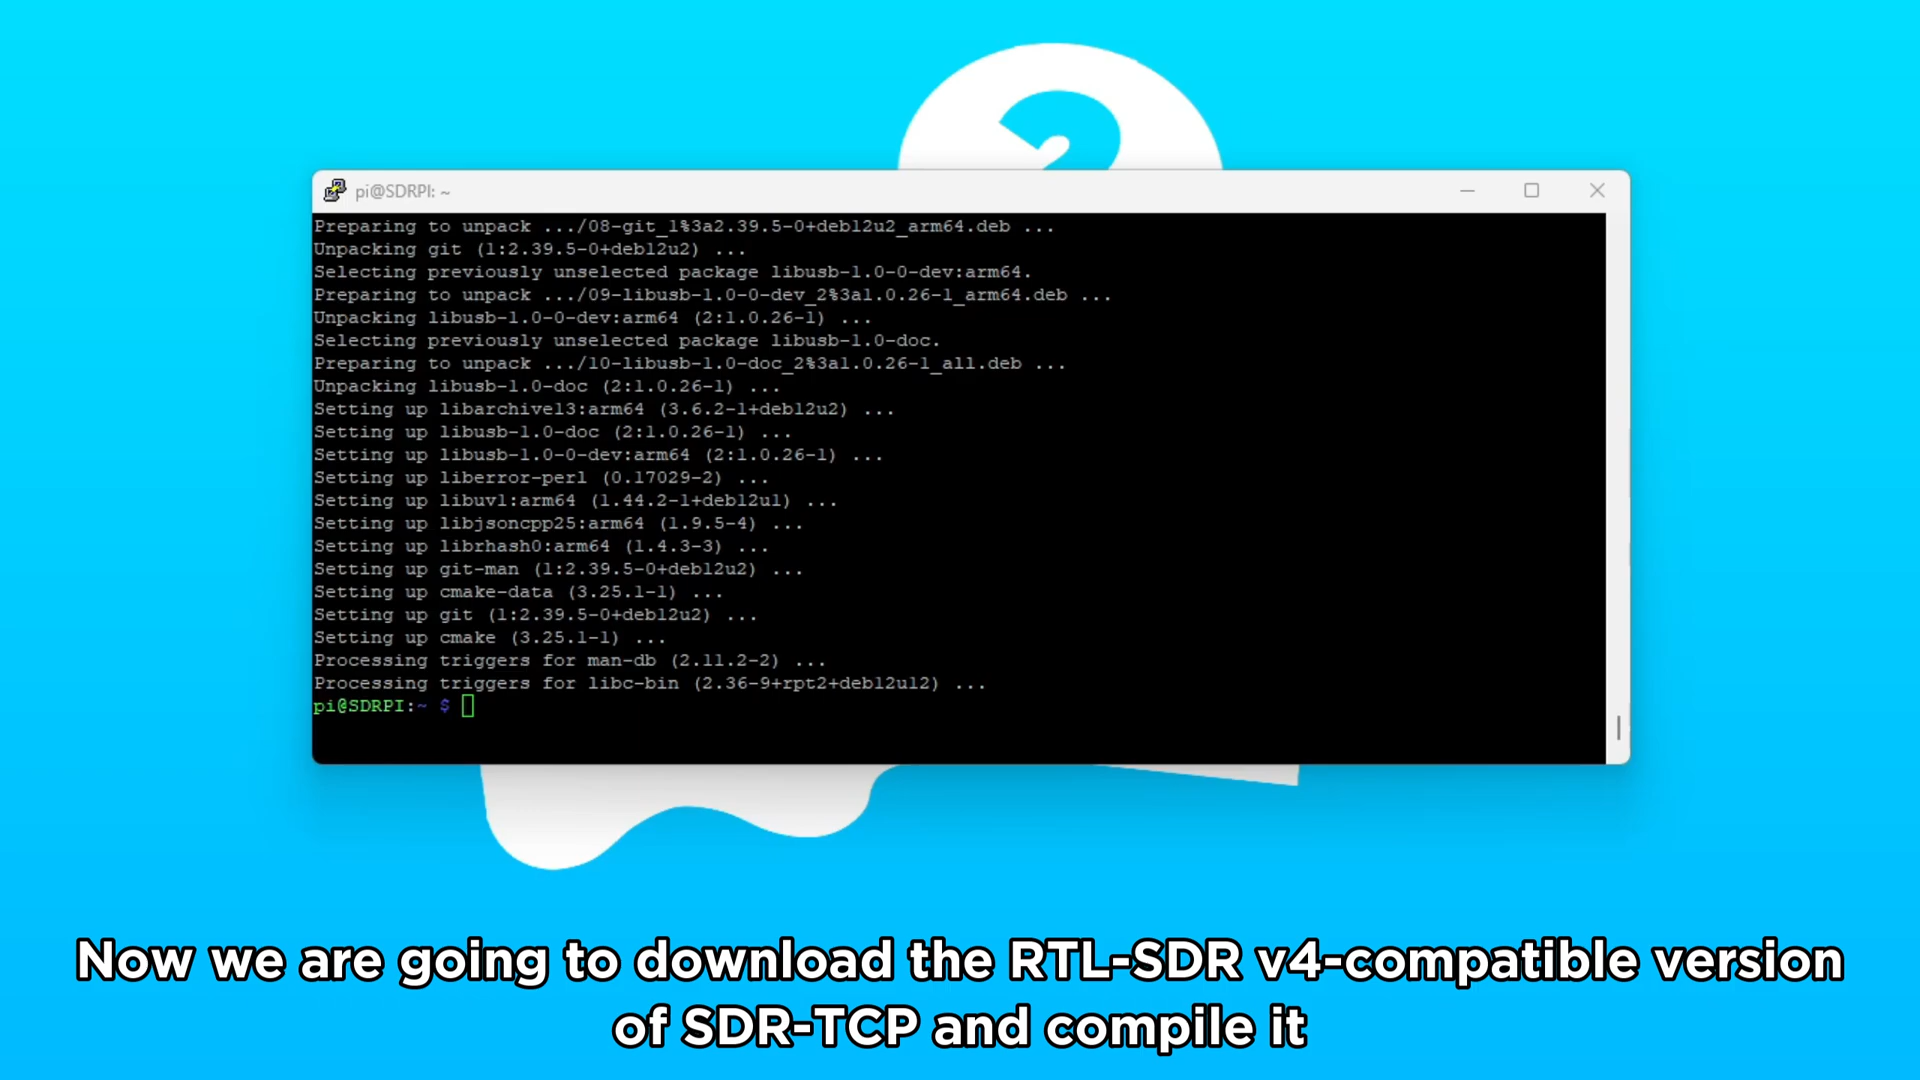 pi@SDRPI: ~
Preparing to unpack .../08-git_1%3a2.39.5-0+deb12u2_arm64.deb ...
Unpacking git (1:2.39.5-0+deb12u2) ...
Selecting previously unselected package libusb-1.0-0-dev:arm64.
Preparing to unpack .../09-libusb-1.0-0-dev_2%3a1.0.26-1_arm64.deb ...
Unpacking libusb-1.0-0-dev:arm64 (2:1.0.26-1) ...
Selecting previously unselected package libusb-1.0-doc.
Preparing to unpack .../10-libusb-1.0-doc_2%3a1.0.26-1_all.deb ...
Unpacking libusb-1.0-doc (2:1.0.26-1) ...
Setting up libarchive13:arm64 (3.6.2-1+deb12u2) ...
Setting up libusb-1.0-doc (2:1.0.26-1) ...
Setting up libusb-1.0-0-dev:arm64 (2:1.0.26-1) ...
Setting up liberror-perl (0.17029-2) ...
Setting up libuv1:arm64 (1.44.2-1+deb12u1) ...
Setting up libjsoncpp25:arm64 (1.9.5-4) ...
Setting up librhash0:arm64 (1.4.3-3) ...
Setting up git-man (1:2.39.5-0+deb12u2) ...
Setting up cmake-data (3.25.1-1) ...
Setting up git (1:2.39.5-0+deb12u2) ...
Setting up cmake (3.25.1-1) ...
Processing triggers for man-db (2.11.2-2) ...
Processing triggers for libc-bin (2.36-9+rpt2+deb12u12) ...
pi@SDRPI:~ $
Now we are going to download the RTL-SDR v4-compatible version
of SDR-TCP and compile it